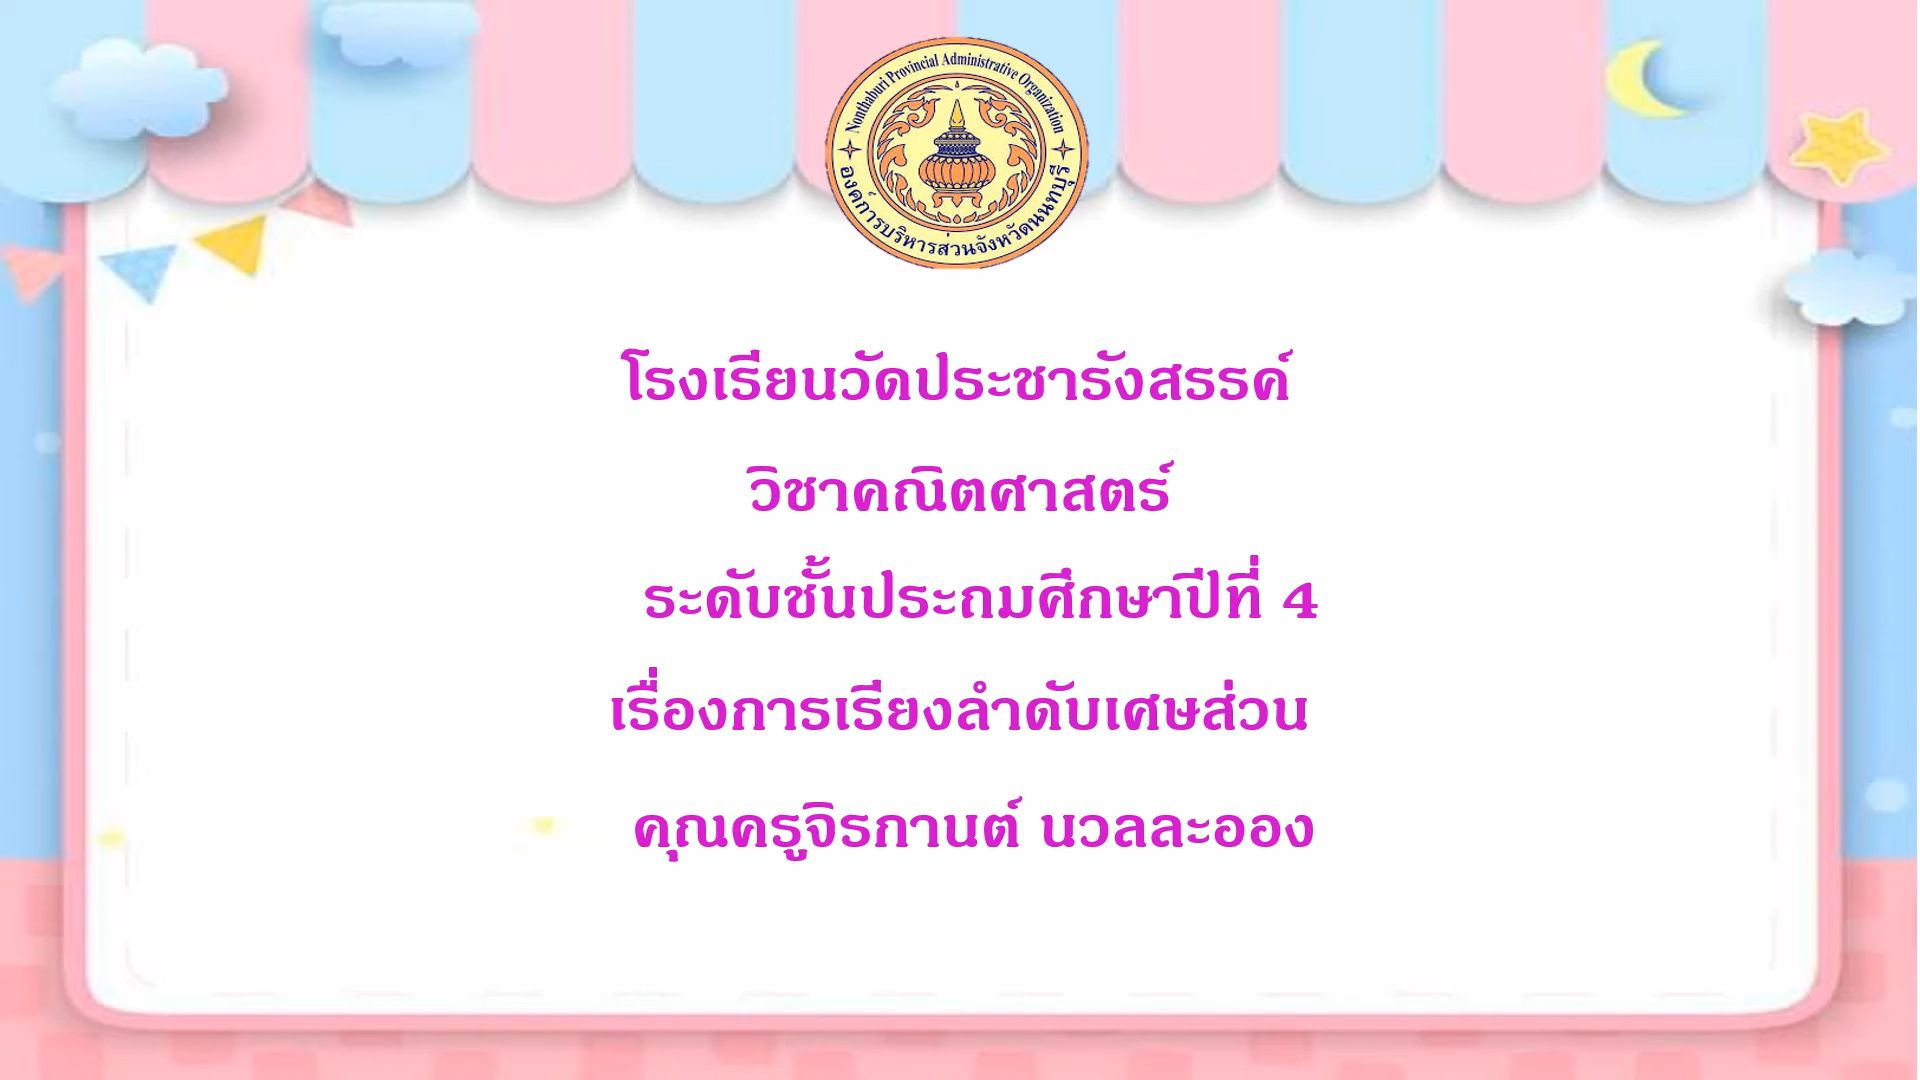 Nonthaburi Provincial Administrative Organization
องค์การบริหารส่วนจังหวัดนนทบุรี
โรงเรียนวัดประชารังสรรค์
วิชาคณิตศาสตร์
ระดับชั้นประถมศึกษาปีที่ 4
เรื่องการเรียงลำดับเศษส่วน
คุณครูจิรกานต์ นวลละออง